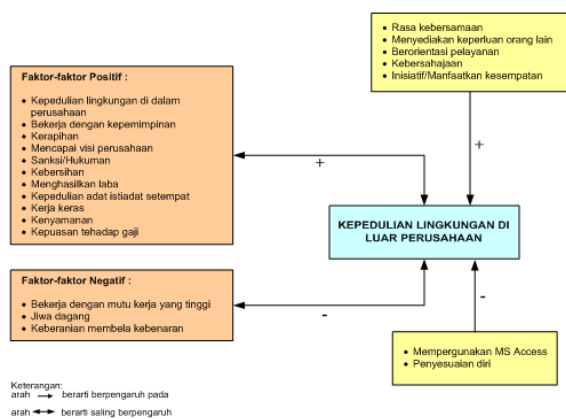 • Rasa kebersamaan
• Menyediakan keperluan orang lain
• Berorientasi pelayanan
• Kebersahajaan
• Inisiatif/Manfaatkan kesempatan
Faktor-faktor Positif :
• Kepedulian lingkungan di dalam
perusahaan
• Bekerja dengan kepemimpinan
• Kerapihan
• Mencapai visi perusahaan
• Sanksi/Hukuman
• Kebersihan
• Menghasilkan laba
• Kepedulian adat istiadat setempat
• Kerja keras
• Kenyamanan
• Kepuasan tehadap gaji
+
+
KEPEDULIAN LINGKUNGAN DI
LUAR PERUSAHAAN
Faktor-faktor Negatif :
• Bekerja dengan mutu kerja yang tinggi
• Jiwa dagang
• Keberanian membela kebenaran
-
-
• Mempergunakan MS Access
• Penyesuaian diri
Keterangan:
arah → berarti berpengaruh pada
arah ↔ berarti saling berpengaruh